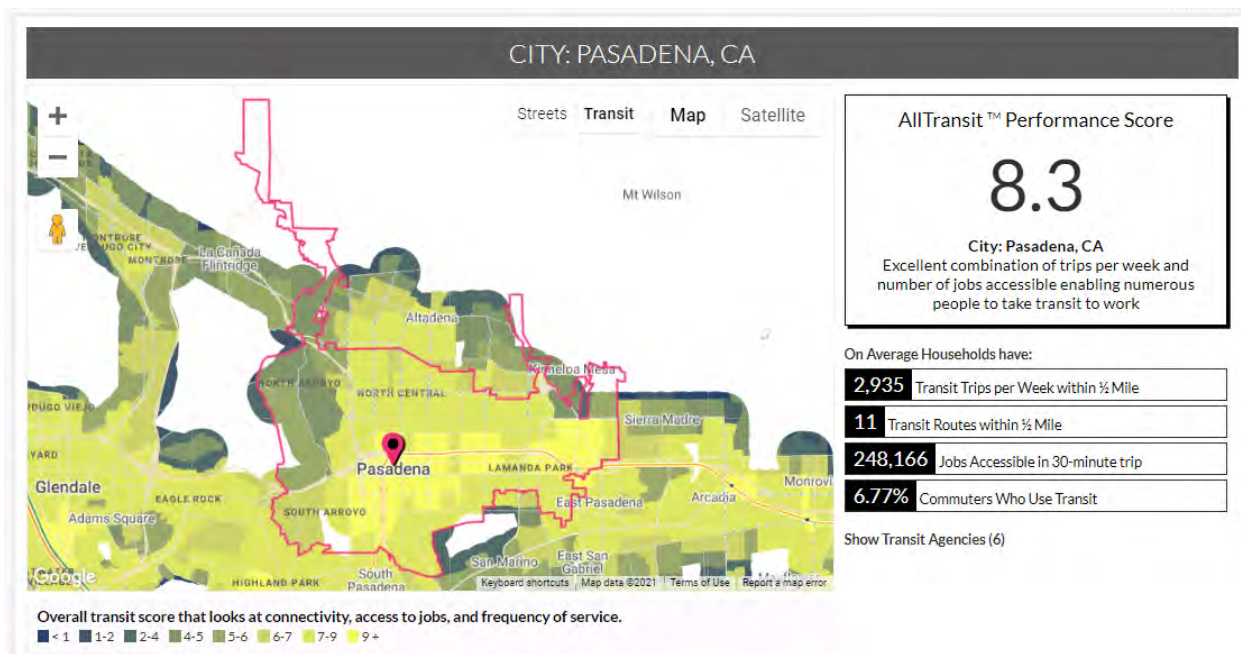 CITY: PASADENA, CA
+
−
Streets Transit Map Satellite
Mt Wilson
La Cañada
Flintridge
MONTROSE
Altadena
Kinneloa Mesa
NORTH ARROYO
NORTH CENTRAL
Sierra Madre
Pasadena
LAMANDA PARK
Glendale
EAGLE ROCK
Arcadia
East Pasadena
SOUTH ARROYO
Adams Square
San Marino
East San
Gabriel
HIGHLAND PARK
South
Pasadena
Google
Keyboard shortcuts Map data ©2021 Terms of Use Report a map error
Overall transit score that looks at connectivity, access to jobs, and frequency of service.
< 1 1-2 2-4 4-5 5-6 6-7 7-9 9 +
AllTransit ™ Performance Score
8.3
City: Pasadena, CA
Excellent combination of trips per week and
number of jobs accessible enabling numerous
people to take transit to work
On Average Households have:
2,935 Transit Trips per Week within ½ Mile
11 Transit Routes within ½ Mile
248,166 Jobs Accessible in 30-minute trip
6.77% Commuters Who Use Transit
Show Transit Agencies (6)